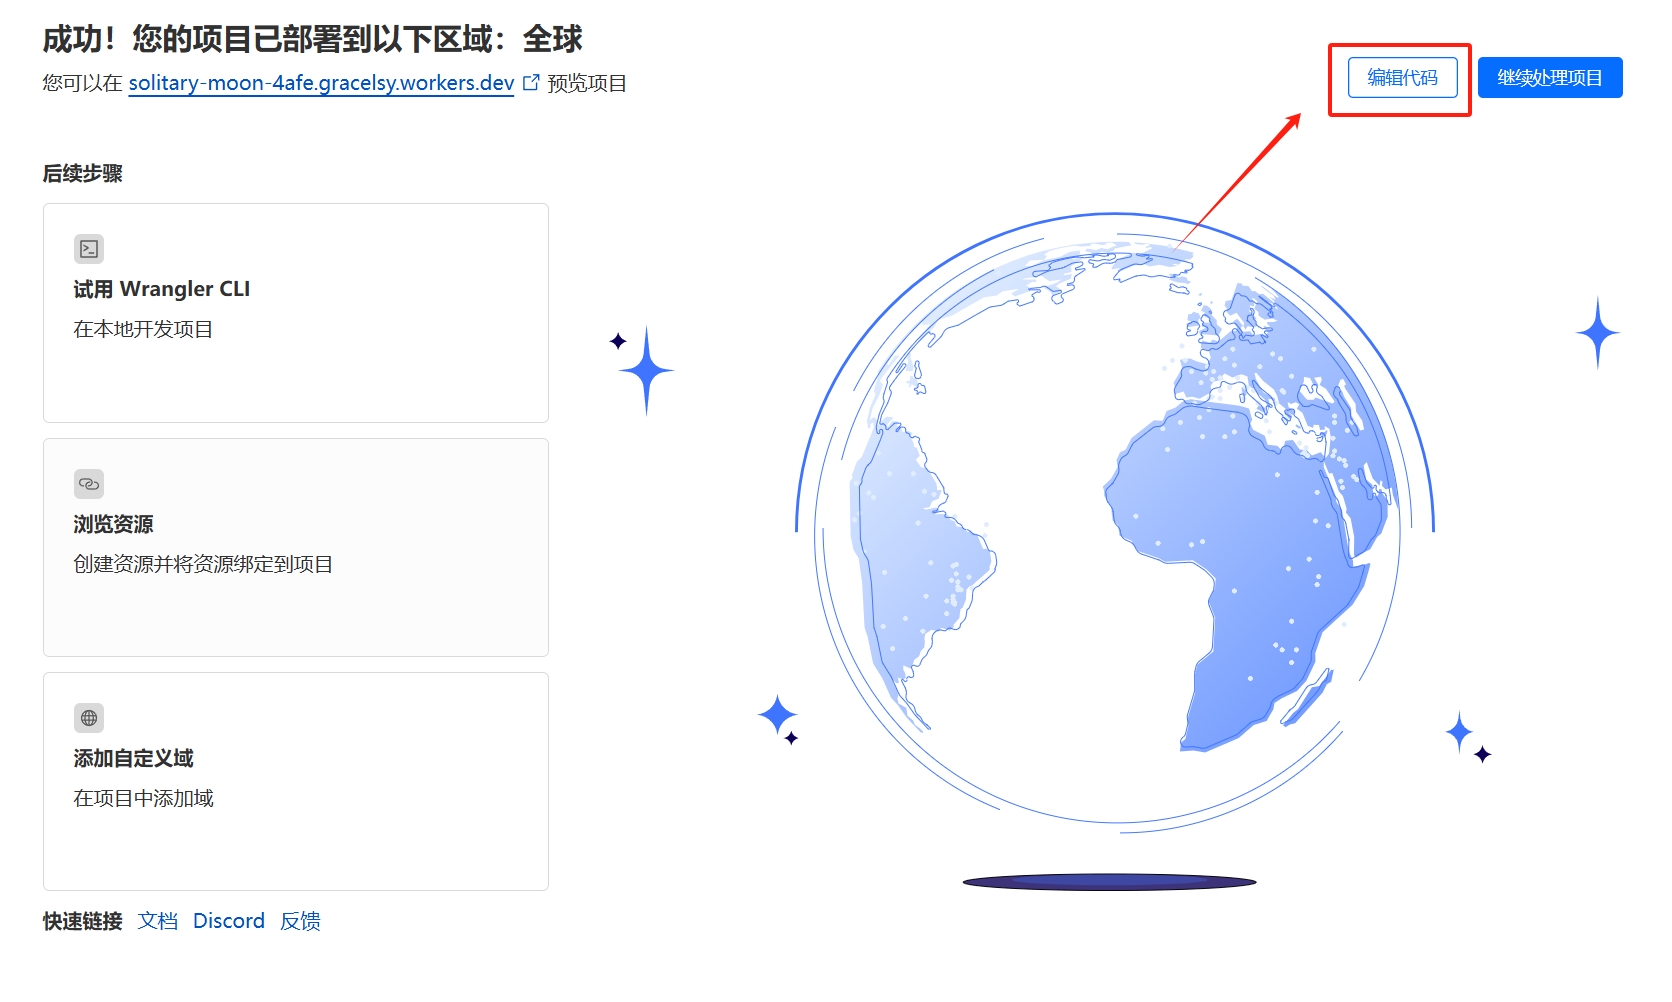 成功！您的项目已部署到以下区域：全球
您可以在 solitary-moon-4afe.gracelsy.workers.dev 预览项目
编辑代码
继续处理项目
后续步骤
试用 Wrangler CLI
在本地开发项目
浏览资源
创建资源并将资源绑定到项目
添加自定义域
在项目中添加域
快速链接 文档 Discord 反馈